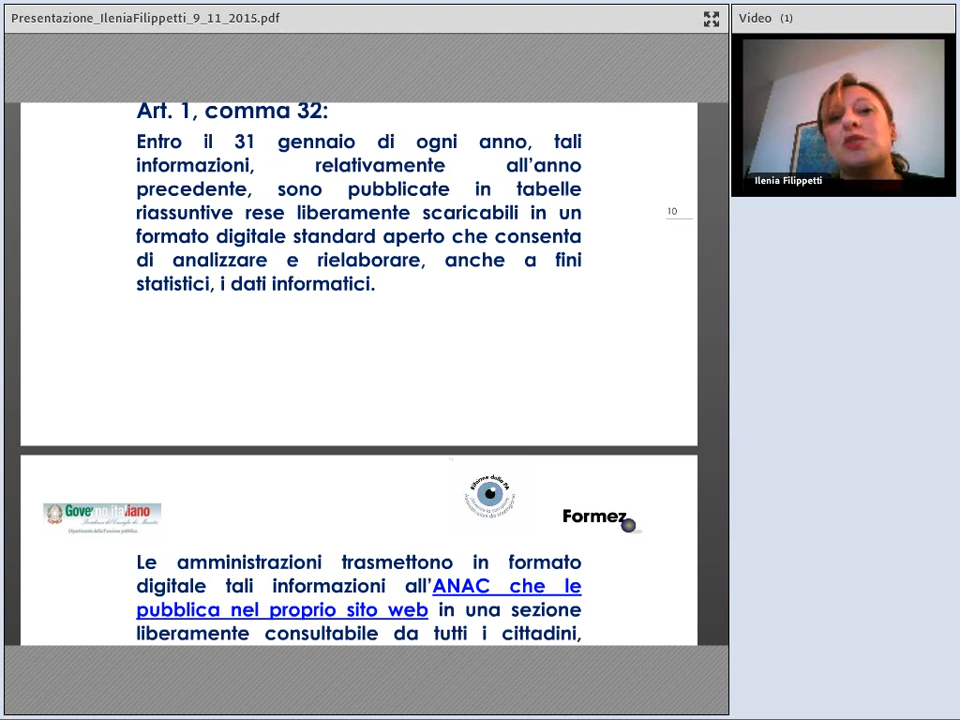 Presentazione_IleniaFilippetti_9_11_2015.pdf
Video (1)
Ilenia Filippetti
Art. 1, comma 32:
Entro il 31 gennaio di ogni anno, tali
informazioni, relativamente all'anno
precedente, sono pubblicate in tabelle
riassuntive rese liberamente scaricabili in un
formato digitale standard aperto che consenta
di analizzare e rielaborare, anche a fini
statistici, i dati informatici.
10
Governo italiano
Riforme della PA
Formez
Le amministrazioni trasmettono in formato
digitale tali informazioni all'ANAC che le
pubblica nel proprio sito web in una sezione
liberamente consultabile da tutti i cittadini,